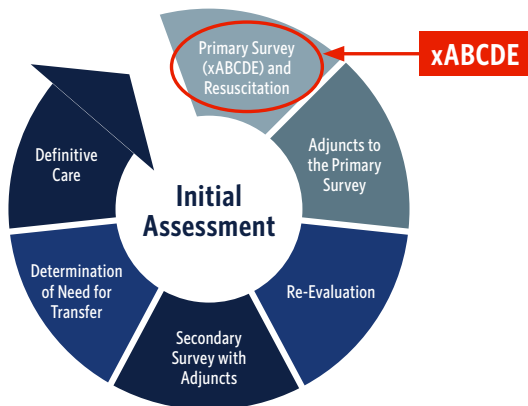 Primary Survey
(xABCDE) and
Resuscitation
xABCDE
Adjuncts to
the Primary
Survey
Re-Evaluation
Secondary
Survey with
Adjuncts
Determination
of Need for
Transfer
Definitive
Care
Initial
Assessment